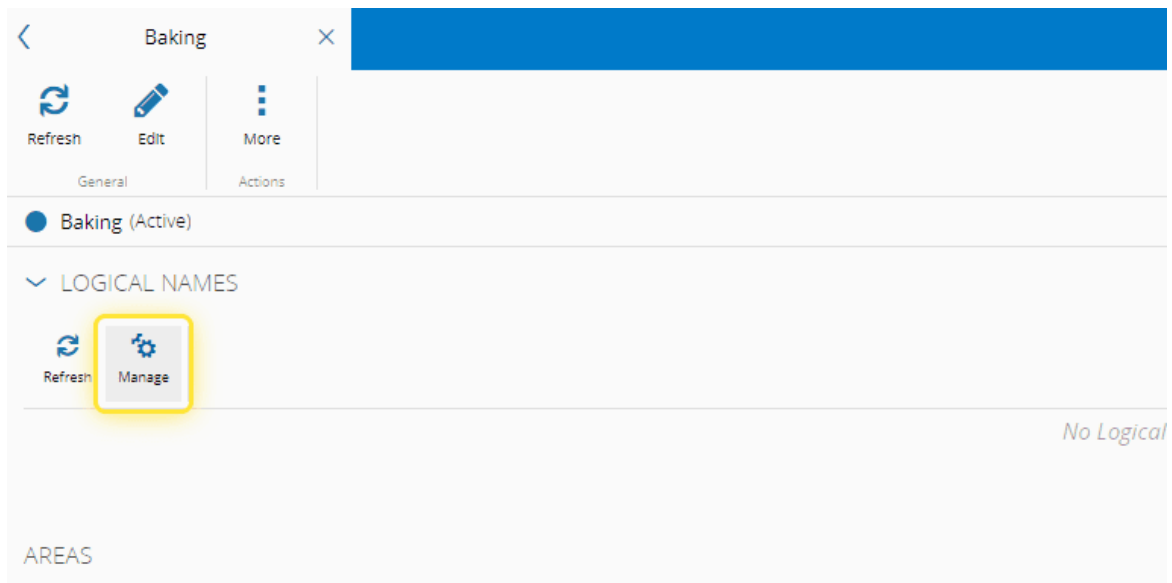 Baking
Refresh Edit More
General Actions
Baking (Active)
LOGICAL NAMES
Refresh Manage
No Logical
AREAS